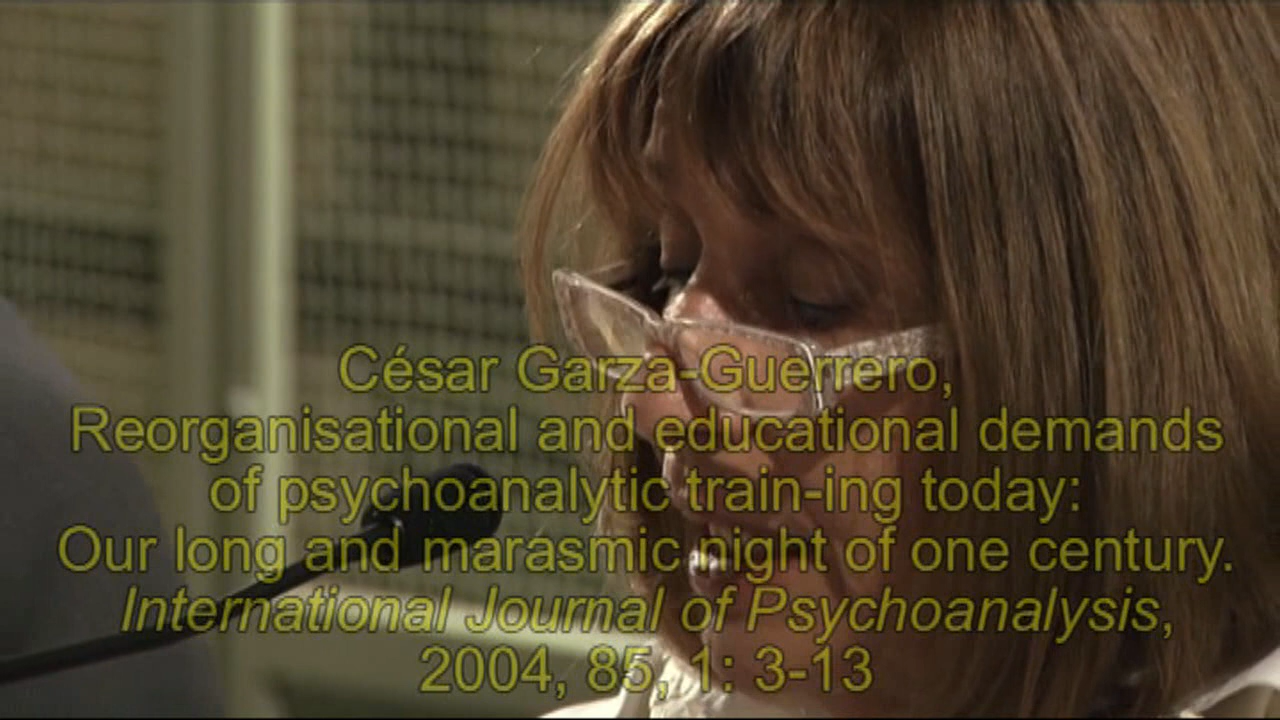 César Garza-Guerrero,
Reorganisational and educational demands
of psychoanalytic train-ing today:
Our long and marasmic night of one century.
International Journal of Psychoanalysis,
2004, 85, 1: 3-13